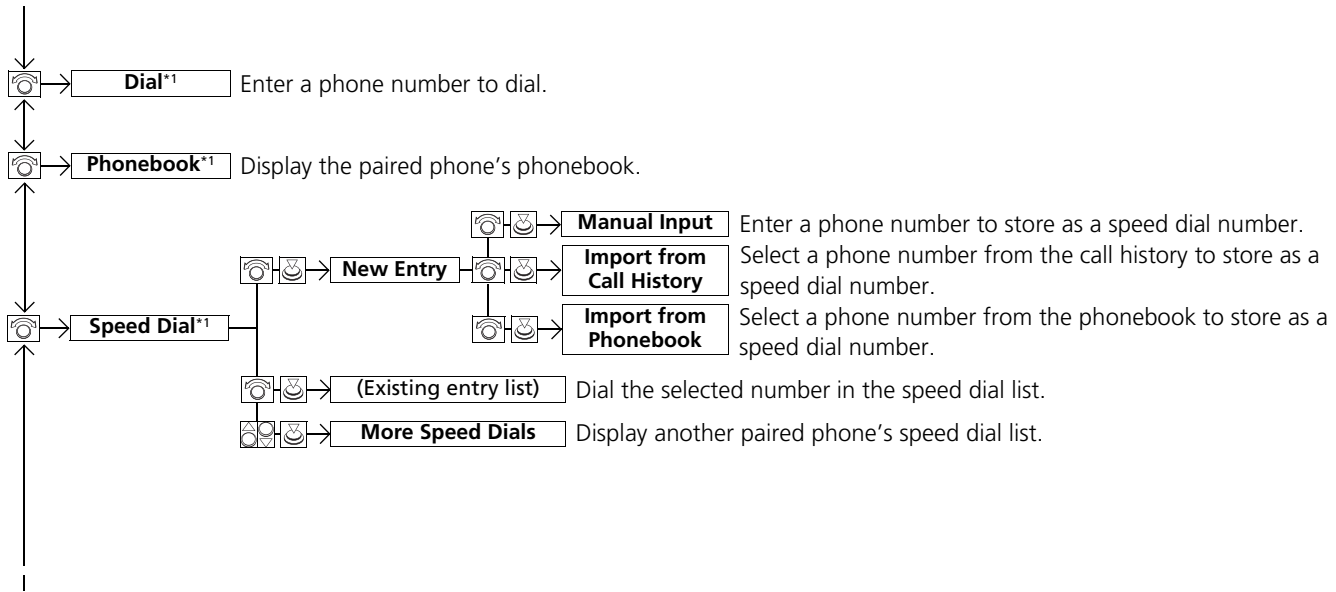 Dial*1 Enter a phone number to dial.
Phonebook*1 Display the paired phone’s phonebook.
Manual Input Enter a phone number to store as a speed dial number.
Import from Call History Select a phone number from the call history to store as a
speed dial number.
New Entry
Import from Phonebook Select a phone number from the phonebook to store as a
speed dial number.
Speed Dial*1
(Existing entry list) Dial the selected number in the speed dial list.
More Speed Dials Display another paired phone’s speed dial list.